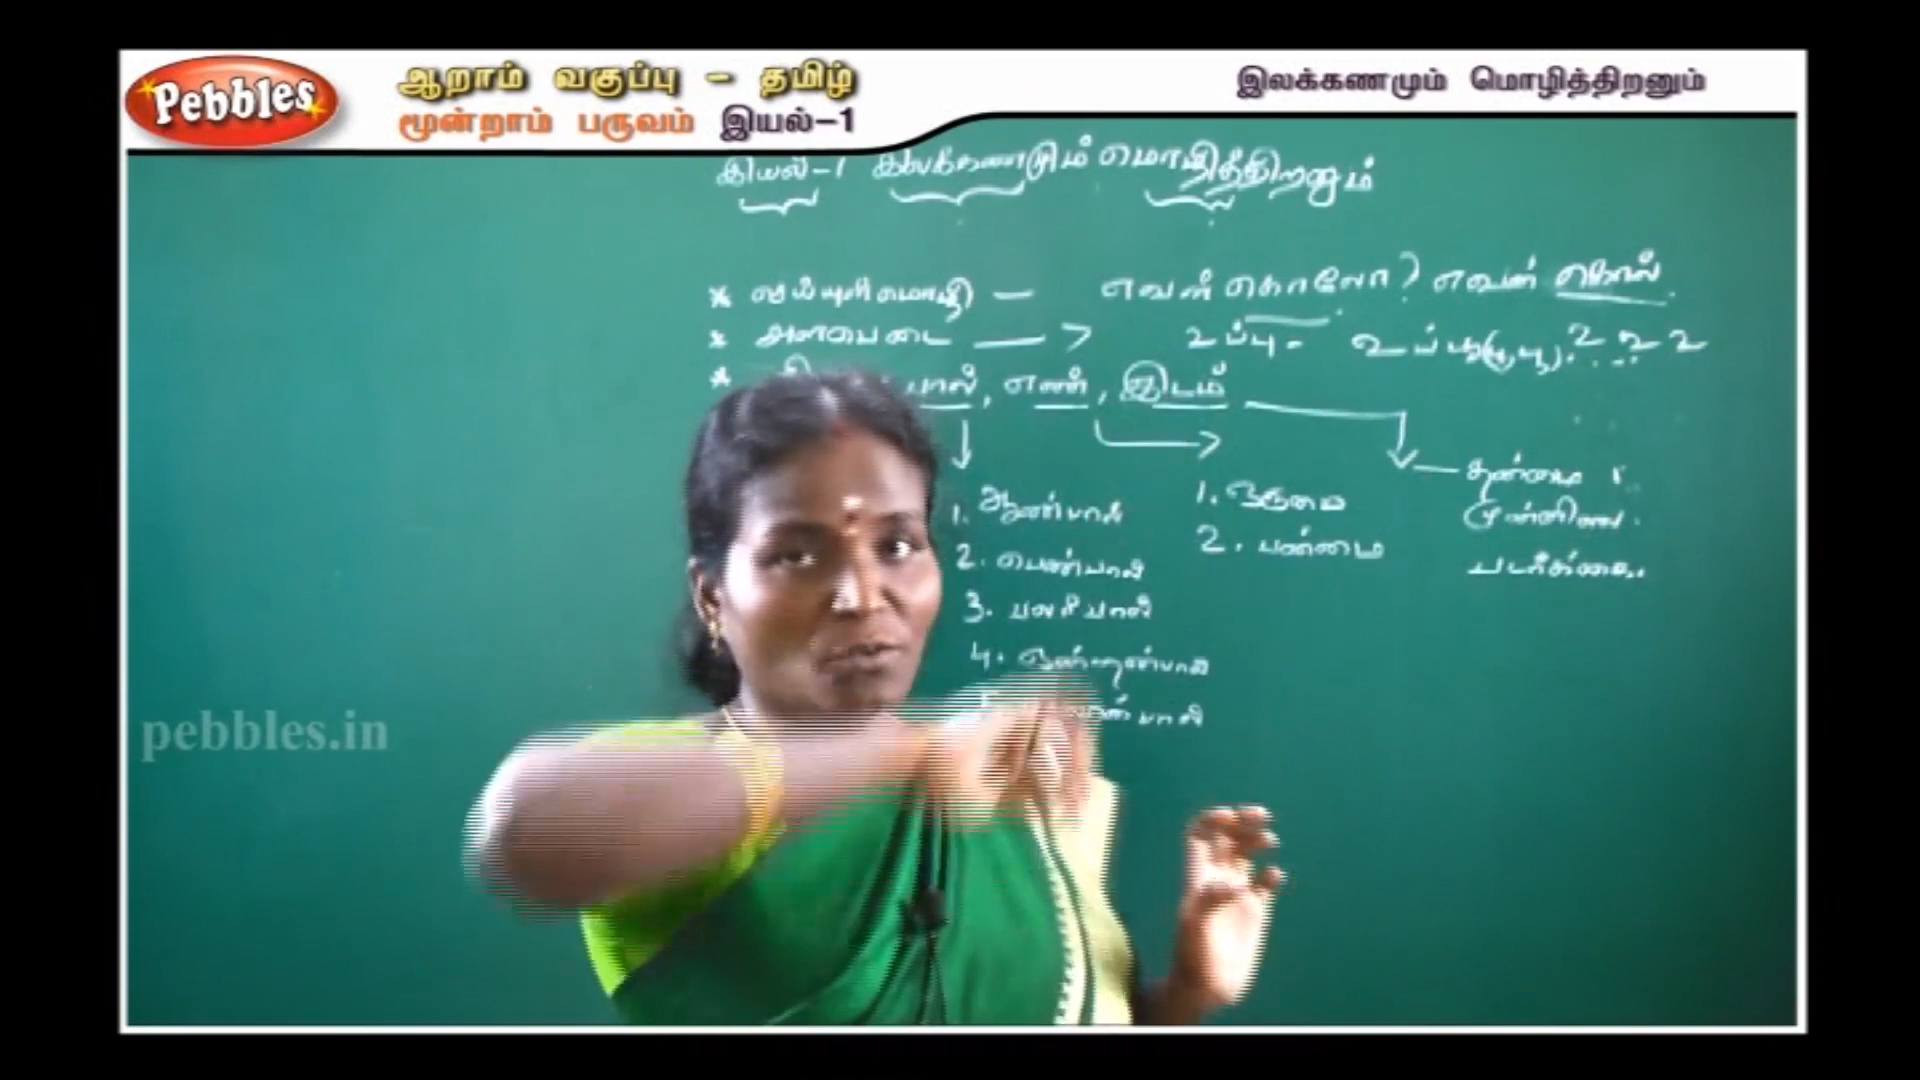 Pebbles
ஆறாம் வகுப்பு - தமிழ்
மூன்றாம் பருவம் இயல்-1
இலக்கணமும் மொழித்திறனும்
இயல்-1 இலக்கணமும் மொழித்திறனும்
* — எவன் கொலோ? எவன் கொல்
* அளபெடை —> உப்பு -
* பால், எண், இடம்
1. ஆண்பால்
2. பெண்பால்
3. பலர்பால்
4. ஒன்றன்பால்
1. ஒருமை
2. பன்மை
தன்மை
முன்னிலை
படர்க்கை
pebbles.in